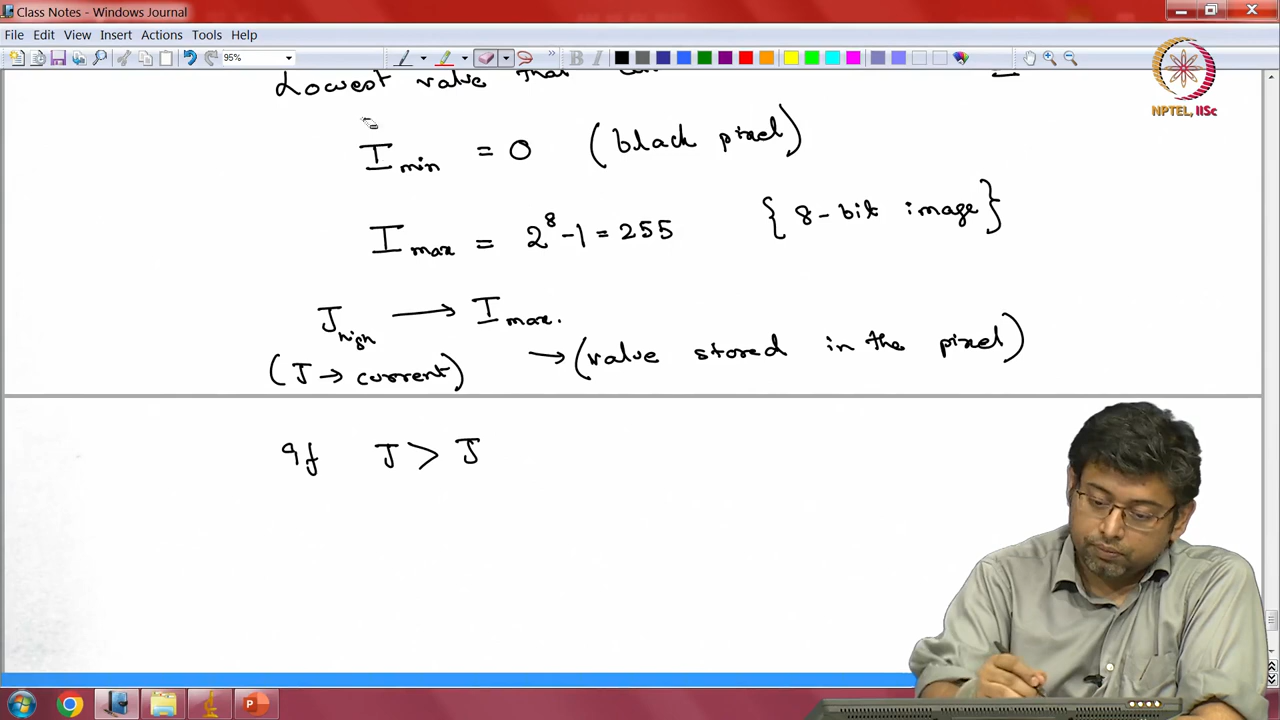 Class Notes - Windows Journal
File Edit View Insert Actions Tools Help
95%
NPTEL, IISc
Lowest value that
I min = 0 (black pixel)
I max = 2^8 - 1 = 255 {8-bit image}
J high → I max.
(J → current) → (value stored in the pixel)
If J > J